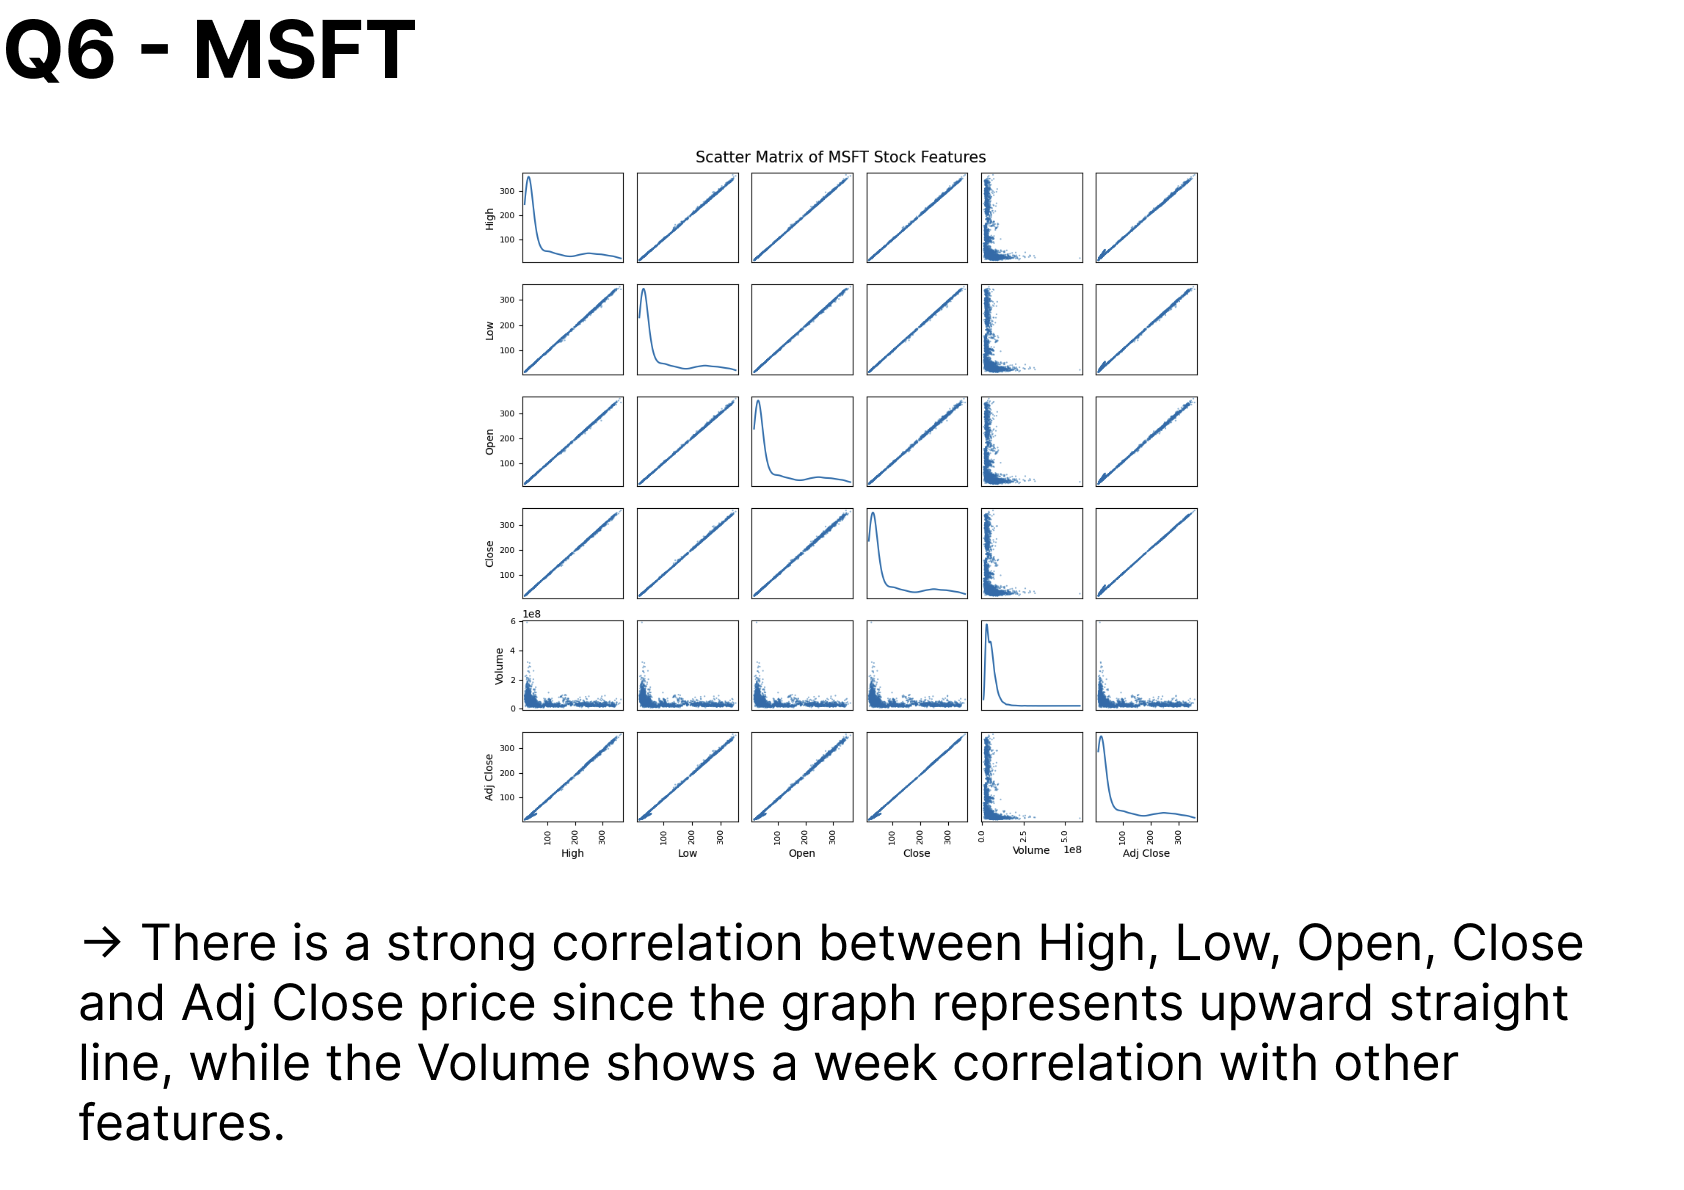 Q6 - MSFT
Scatter Matrix of MSFT Stock Features
300
200
100
High
300
200
100
Low
300
200
100
Open
300
200
100
Close
1e8
6
4
2
0
Volume
300
200
100
Adj Close
100 200 300 100 200 300 100 200 300 100 200 300 0.0 2.5 5.0 100 200 300
High Low Open Close Volume 1e8 Adj Close
→ There is a strong correlation between High, Low, Open, Close
and Adj Close price since the graph represents upward straight
line, while the Volume shows a week correlation with other
features.